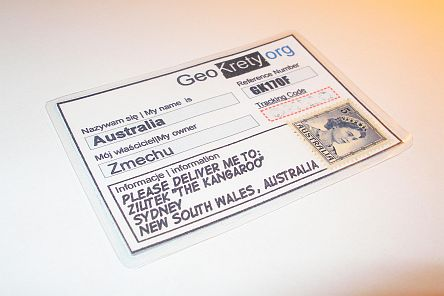 GeoKrety.org
Reference Number
Nazywam się | My name is
GK170F
Australia
Tracking Code
Mój właściciel|My owner
Zmechu
Informacje | information
PLEASE DELIVER ME TO:
ZIUTEK "THE KANGAROO"
SYDNEY
NEW SOUTH WALES, AUSTRALIA
AUSTRALIA